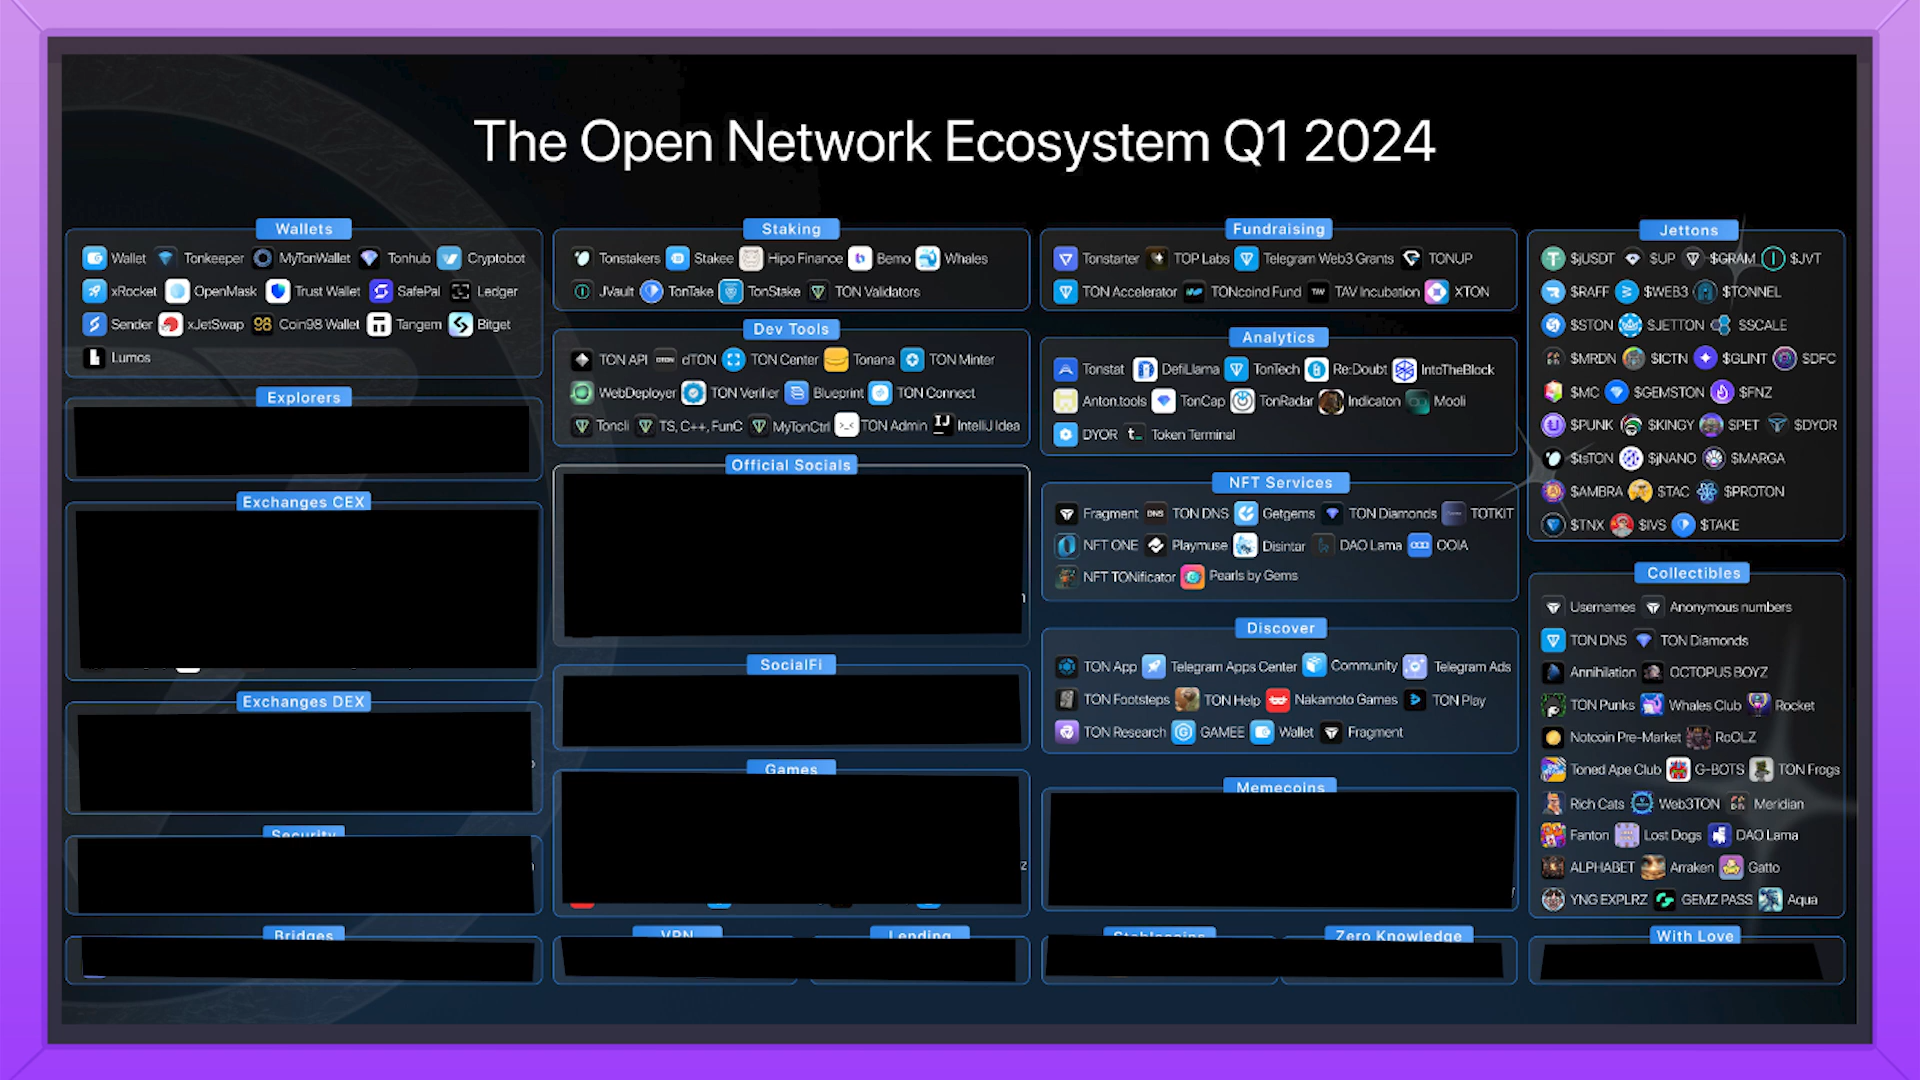 The Open Network Ecosystem Q1 2024
Wallets
Wallet Tonkeeper MyTonWallet Tonhub Cryptobot
xRocket OpenMask Trust Wallet SafePal Ledger
Sender xJetSwap Coin98 Wallet Tangem Bitget
Lumos
Explorers
Exchanges CEX
Exchanges DEX
Security
Bridges
Staking
Tonstakers Stakee Hipo Finance Bemo Whales
JVault TonTake TonStake TON Validators
Dev Tools
TON API dTON TON Center Tonana TON Minter
WebDeployer TON Verifier Blueprint TON Connect
Toncli TS, C++, FunC MyTonCtrl TON Admin IntelliJ Idea
Official Socials
SocialFi
Games
VPN
Lending
Fundraising
Tonstarter TOP Labs Telegram Web3 Grants TONUP
TON Accelerator TONcoind Fund TAV Incubation XTON
Analytics
Tonstat DefiLlama TonTech Re:Doubt IntoTheBlock
Anton.tools TonCap TonRadar Indicaton Mooli
DYOR Token Terminal
NFT Services
Fragment TON DNS Getgems TON Diamonds TOTKIT
NFT ONE Playmuse Disintar DAO Lama OOIA
NFT TONificator Pearls by Gems
Discover
TON App Telegram Apps Center Community Telegram Ads
TON Footsteps TON Help Nakamoto Games TON Play
TON Research GAMEE Wallet Fragment
Memecoins
Stablecoins
Zero Knowledge
Jettons
$jUSDT $UP $GRAM $JVT
$RAFF $WEB3 $TONNEL
$STON $JETTON $SCALE
$MRDN $ICTN $GLINT $DFC
$MC $GEMSTON $FNZ
$PUNK $KINGY $PET $DYOR
$tsTON $jNANO $MARGA
$AMBRA $TAC $PROTON
$TNX $IVS $TAKE
Collectibles
Usernames Anonymous numbers
TON DNS TON Diamonds
Annihilation OCTOPUS BOYZ
TON Punks Whales Club Rocket
Notcoin Pre-Market RoOLZ
Toned Ape Club G-BOTS TON Frogs
Rich Cats Web3TON Meridian
Fanton Lost Dogs DAO Lama
ALPHABET Arraken Gatto
YNG EXPLRZ GEMZ PASS Aqua
With Love